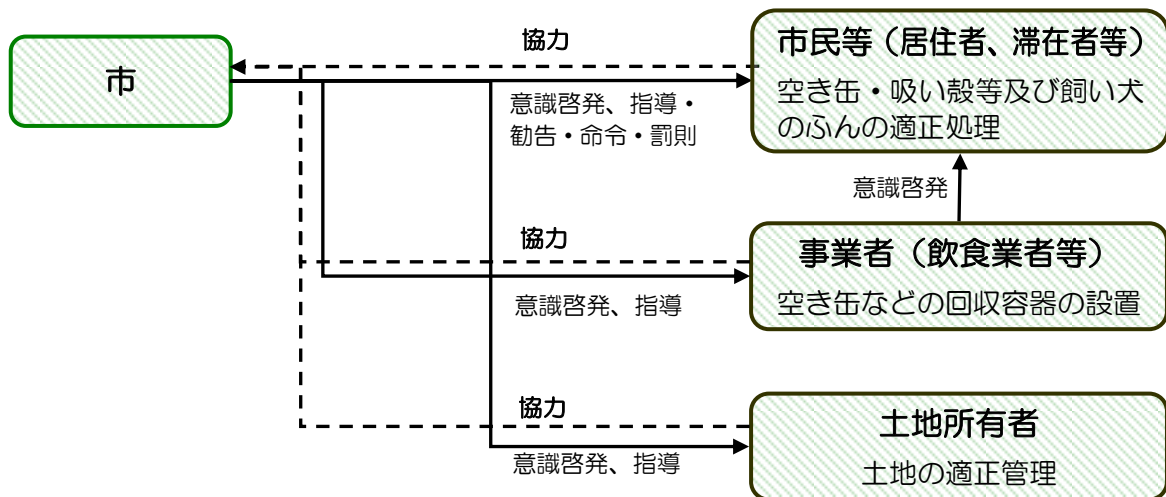 市
協力
市民等（居住者、滞在者等）
空き缶・吸い殻等及び飼い犬
のふんの適正処理
意識啓発、指導・
勧告・命令・罰則
意識啓発
協力
事業者（飲食業者等）
空き缶などの回収容器の設置
意識啓発、指導
協力
土地所有者
土地の適正管理
意識啓発、指導